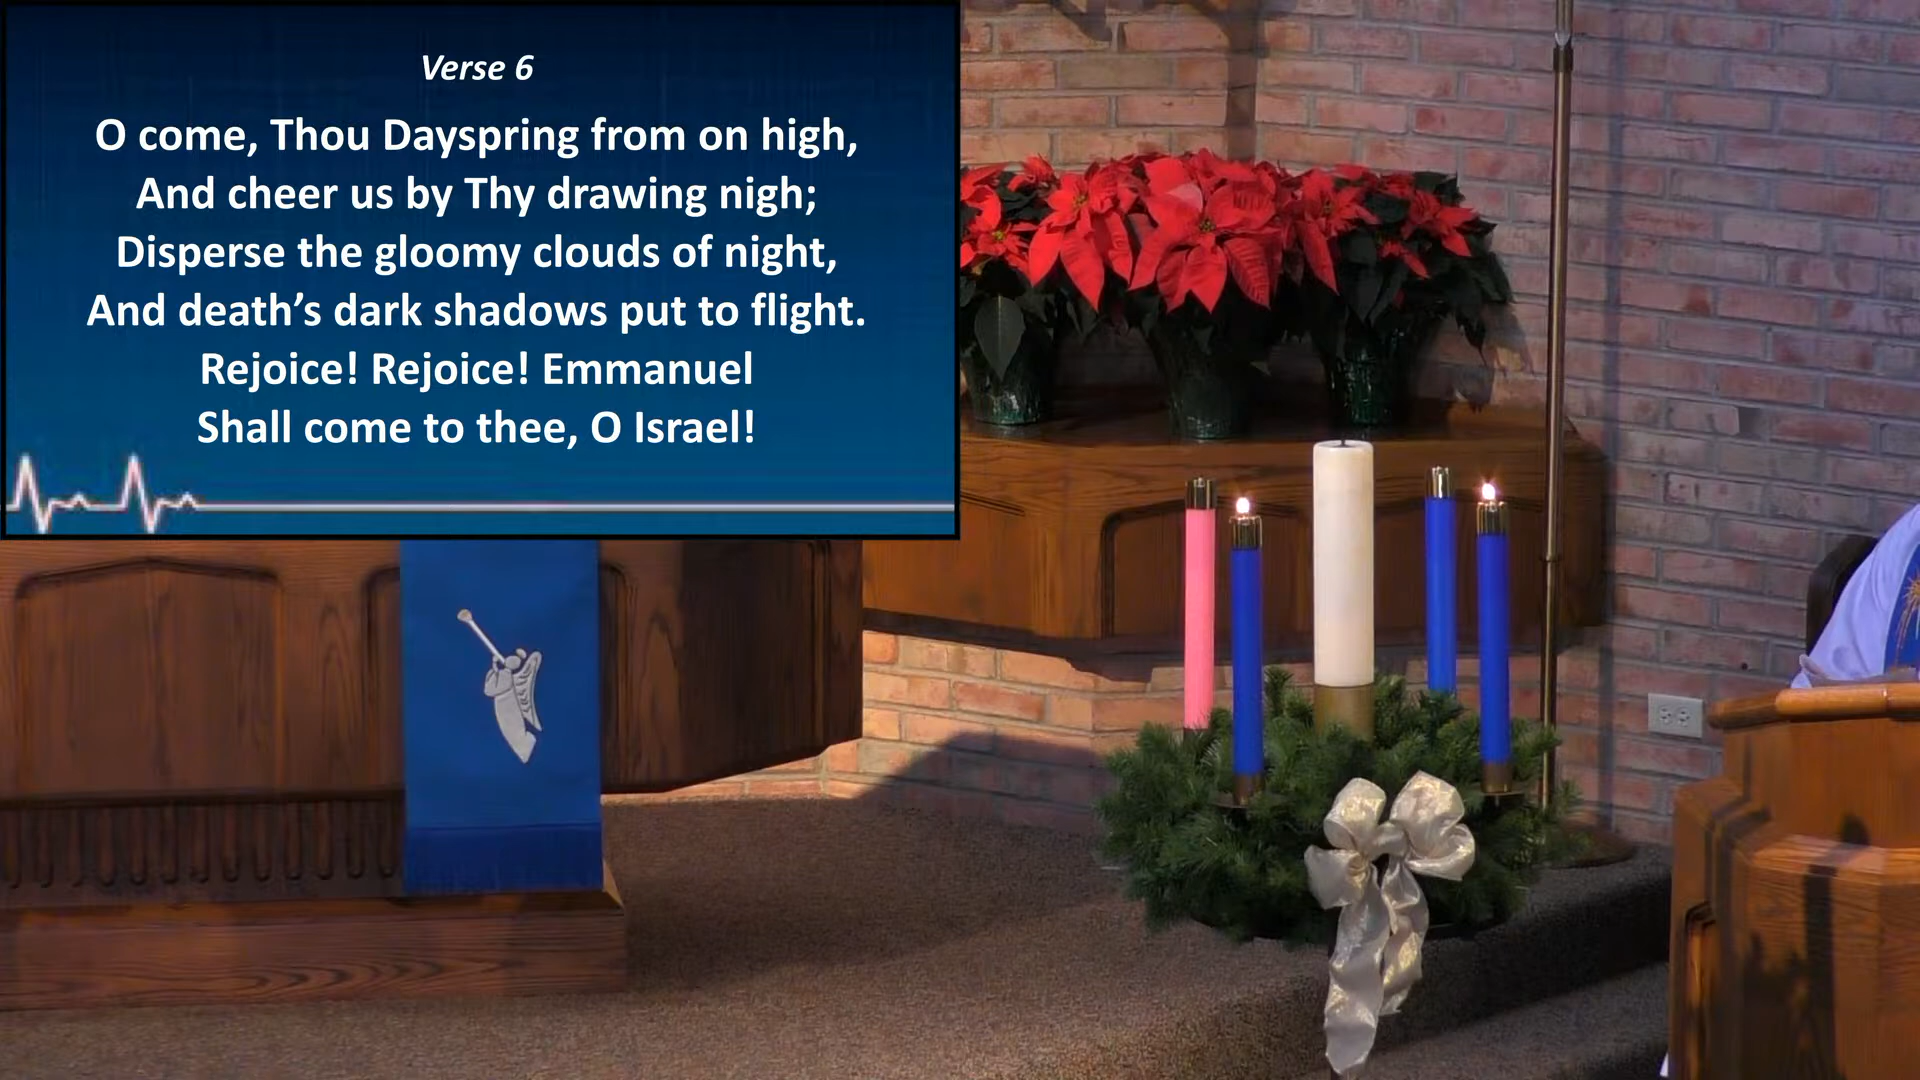 Verse 6
O come, Thou Dayspring from on high,
And cheer us by Thy drawing nigh;
Disperse the gloomy clouds of night,
And death’s dark shadows put to flight.
Rejoice! Rejoice! Emmanuel
Shall come to thee, O Israel!